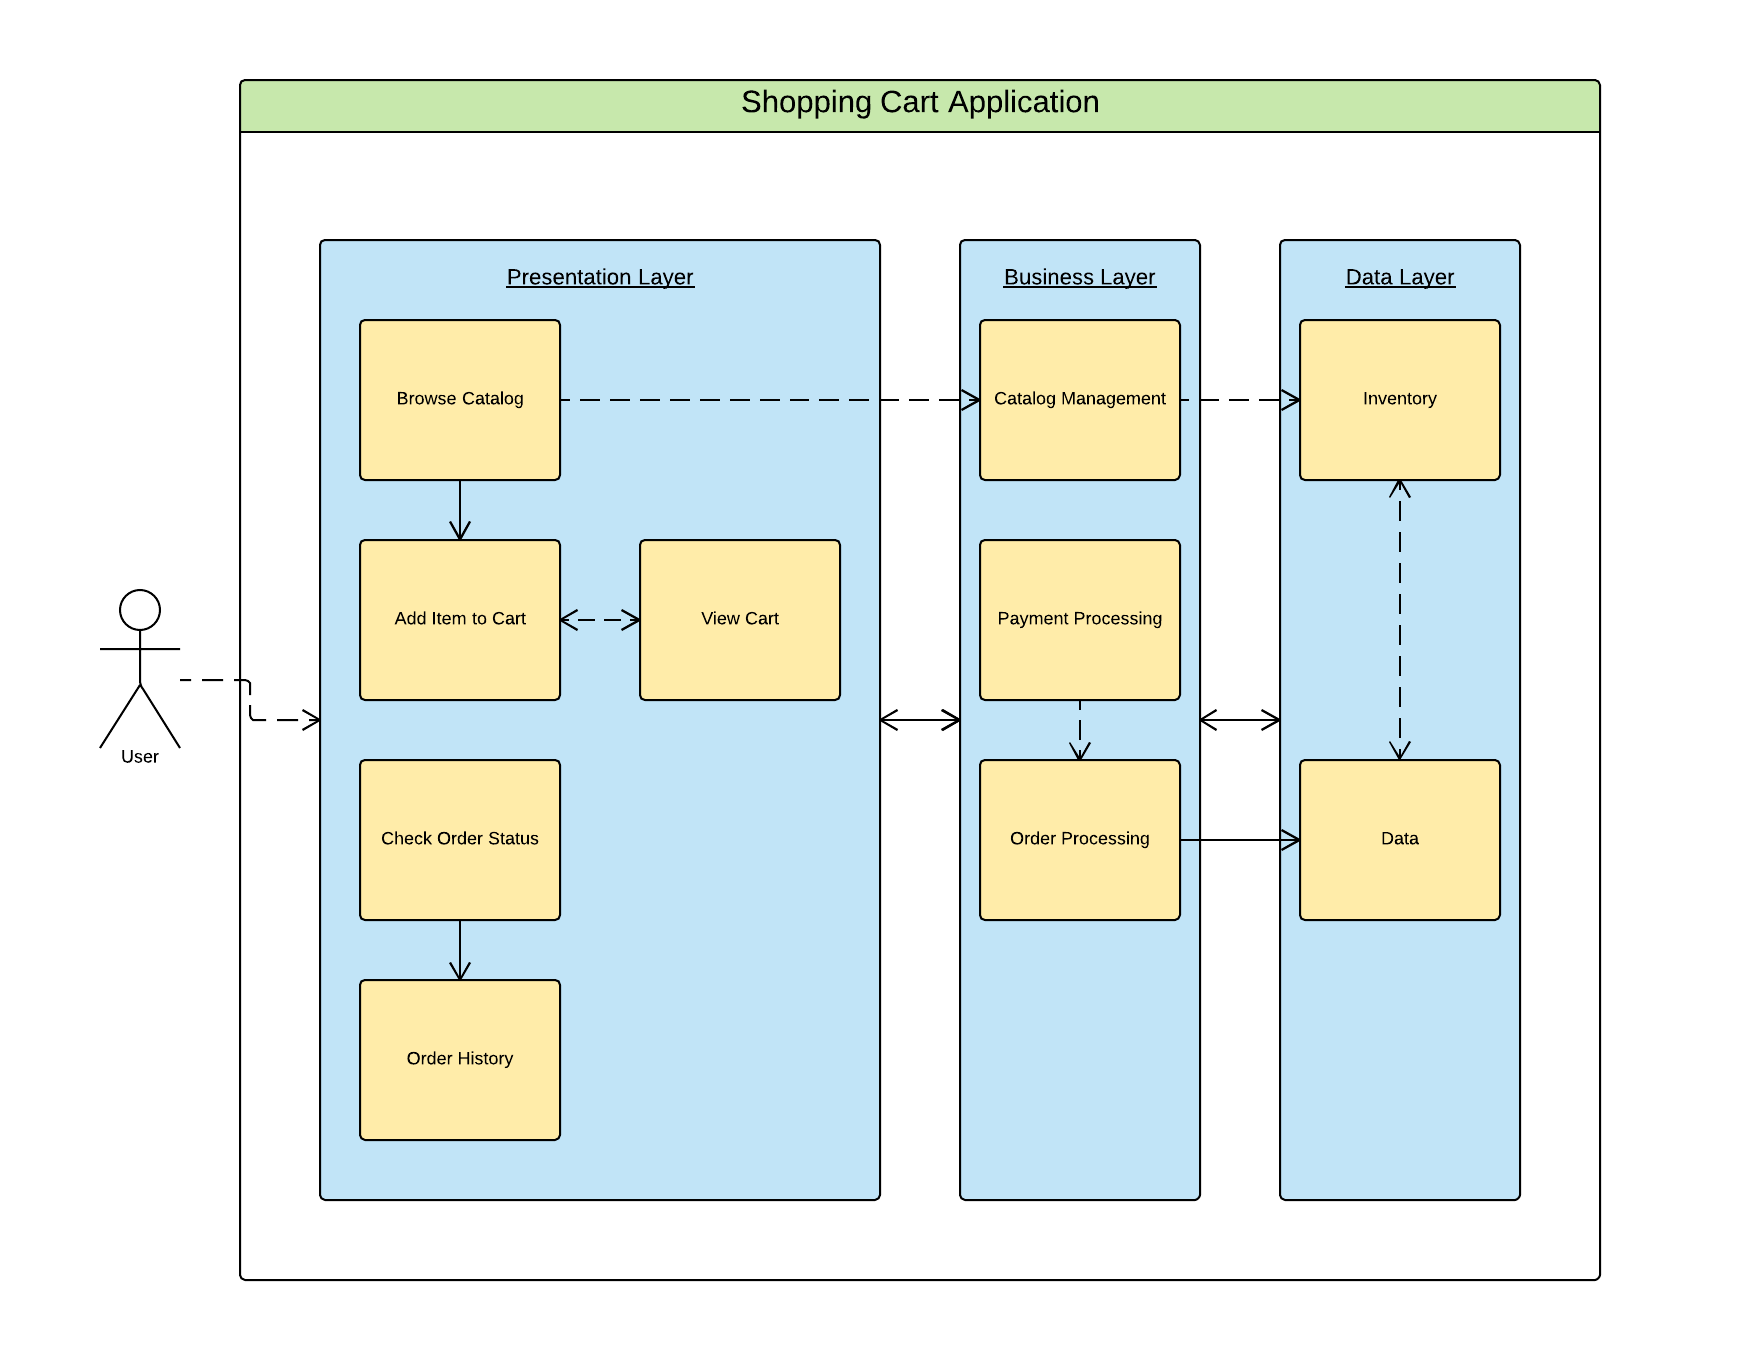 Shopping Cart Application
Presentation Layer
Business Layer
Data Layer
Browse Catalog
Catalog Management
Inventory
Add Item to Cart
View Cart
Payment Processing
User
Check Order Status
Order Processing
Data
Order History